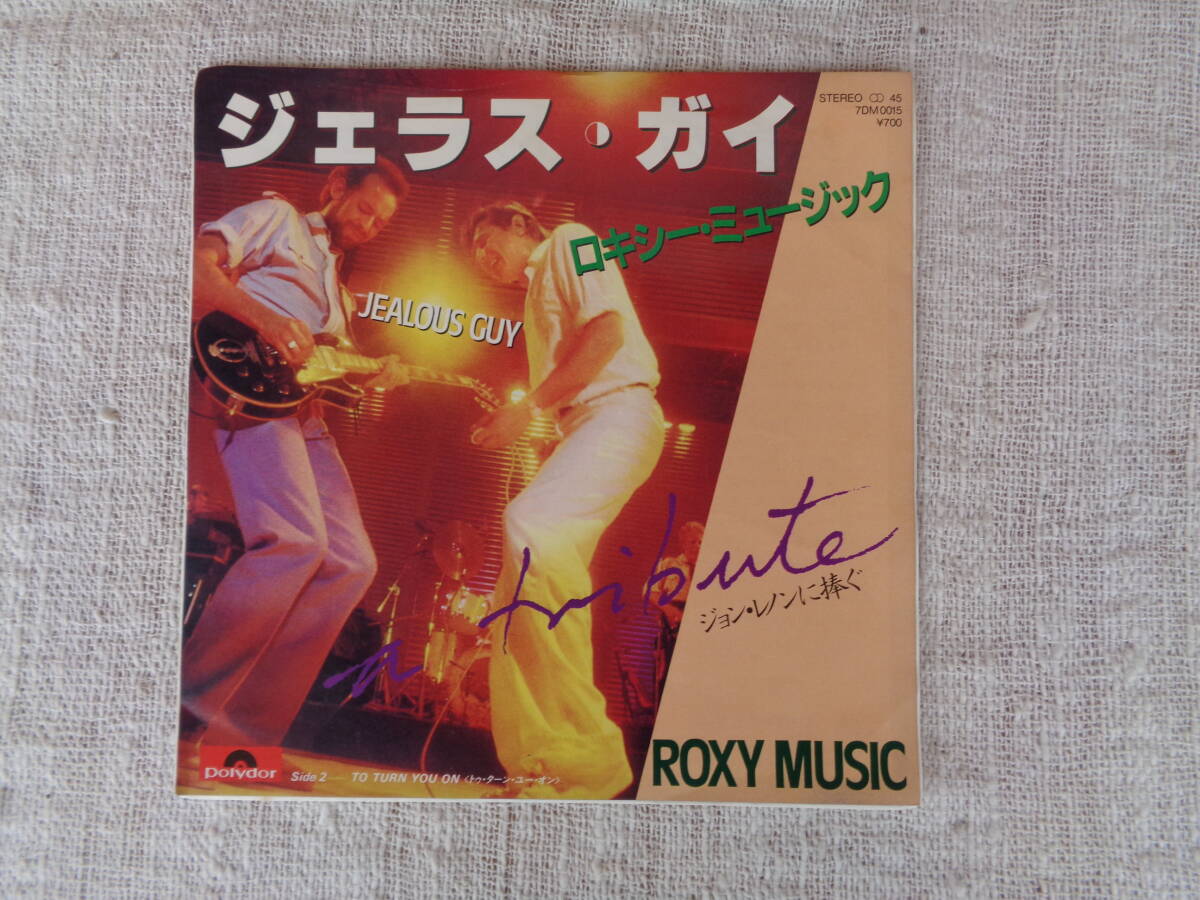 ジェラス・ガイ
STEREO ∞ 45
7DM0015
¥700
ロキシー・ミュージック
JEALOUS GUY
a tribute
ジョン・レノンに捧ぐ
ROXY MUSIC
polydor
Side 2 — TO TURN YOU ON〈トゥ・ターン・ユー・オン〉